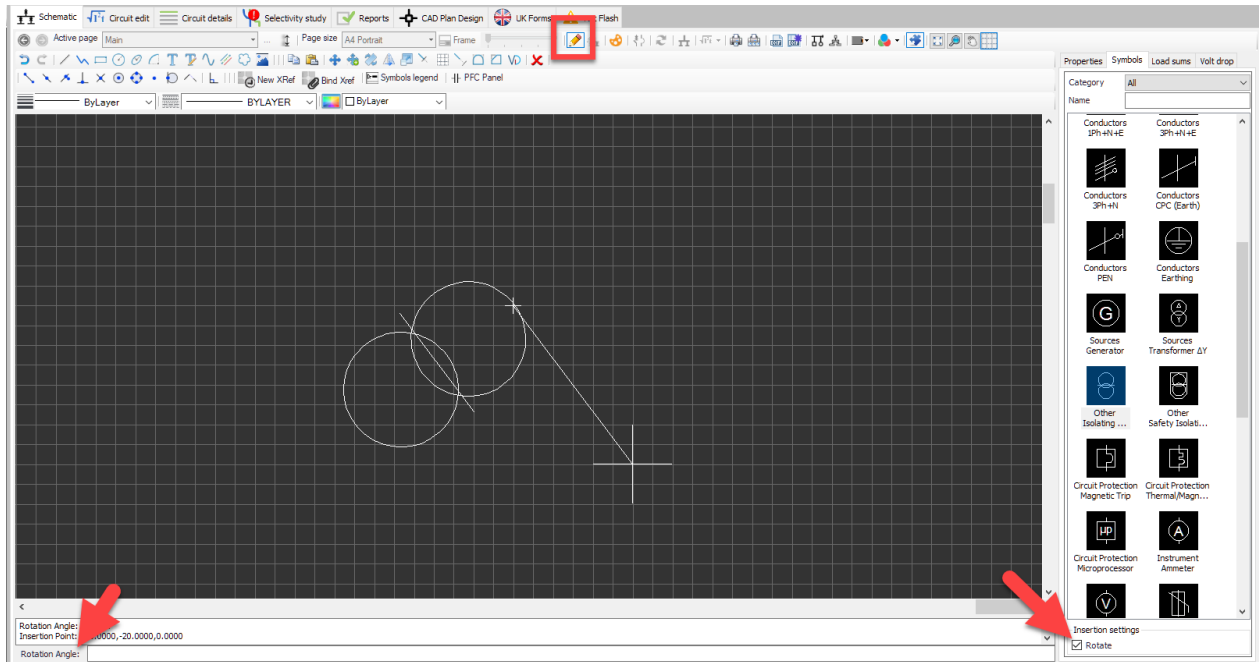 Schematic Circuit edit Circuit details Selectivity study Reports CAD Plan Design UK Forms Flash
Active page Main ... Page size A4 Portrait Frame
New XRef Bind Xref Symbols legend PFC Panel
ByLayer BYLAYER ByLayer
Properties Symbols Load sums Volt drop
Category All
Name
Conductors 1Ph+N+E
Conductors 3Ph+N+E
Conductors 3Ph+N
Conductors CPC (Earth)
Conductors PEN
Conductors Earthing
G
Sources Generator
Δ
Y
Sources Transformer ΔY
Other Isolating ...
Other Safety Isolati...
Circuit Protection Magnetic Trip
Circuit Protection Thermal/Magn...
μp
Circuit Protection Microprocessor
A
Instrument Ammeter
V
Insertion settings
Rotate
Rotation Angle:
Insertion Point: .0000,-20.0000,0.0000
Rotation Angle: